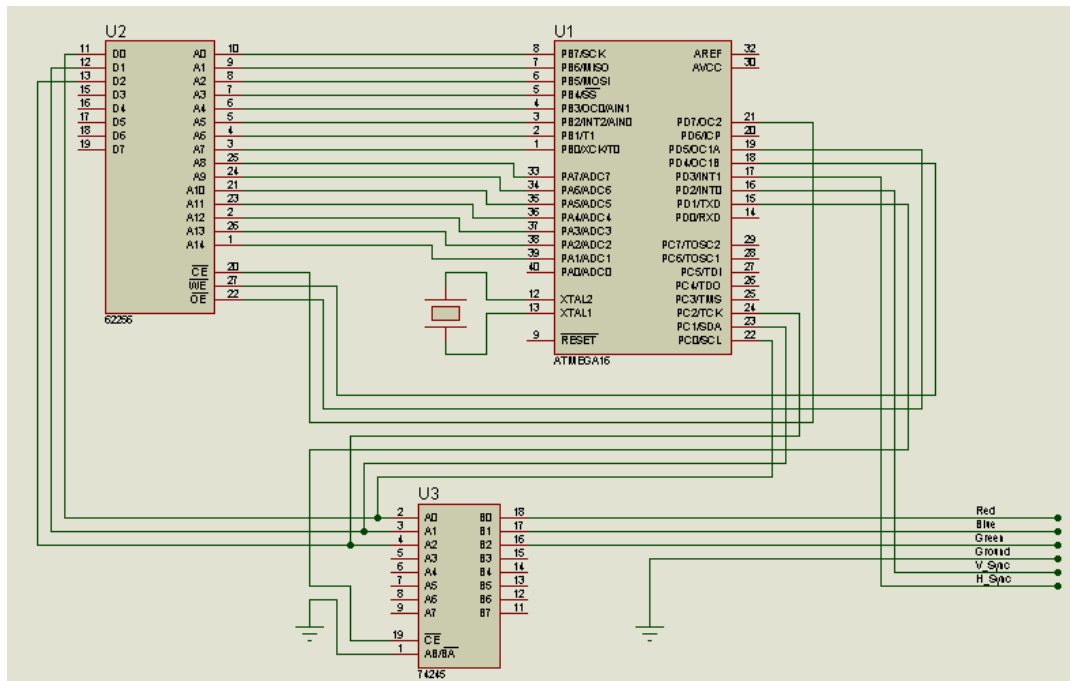 U2
11 D0 A0 10
12 D1 A1 9
13 D2 A2 8
15 D3 A3 7
16 D4 A4 6
17 D5 A5 5
18 D6 A6 4
19 D7 A7 3
A8 25
A9 24
A10 21
A11 23
A12 2
A13 26
A14 1
CE 20
WE 27
OE 22
62256
U1
8 PB7/SCK AREF 32
7 PB6/MISO AVCC 30
6 PB5/MOSI
5 PB4/SS
4 PB3/OC0/AIN1
3 PB2/INT2/AIN0 PD7/OC2 21
2 PB1/T1 PD6/ICP 20
1 PB0/XCK/T0 PD5/OC1A 19
PD4/OC1B 18
33 PA7/ADC7 PD3/INT1 17
34 PA6/ADC6 PD2/INT0 16
35 PA5/ADC5 PD1/TXD 15
36 PA4/ADC4 PD0/RXD 14
37 PA3/ADC3
38 PA2/ADC2 PC7/TOSC2 29
39 PA1/ADC1 PC6/TOSC1 28
40 PA0/ADC0 PC5/TDI 27
PC4/TDO 26
12 XTAL2 PC3/TMS 25
13 XTAL1 PC2/TCK 24
PC1/SDA 23
9 RESET PC0/SCL 22
ATMEGA16
U3
2 A0 B0 18
3 A1 B1 17
4 A2 B2 16
5 A3 B3 15
6 A4 B4 14
7 A5 B5 13
8 A6 B6 12
9 A7 B7 11
19 CE
1 AB/BA
74245
Red
Blue
Green
Ground
V_Sync
H_Sync